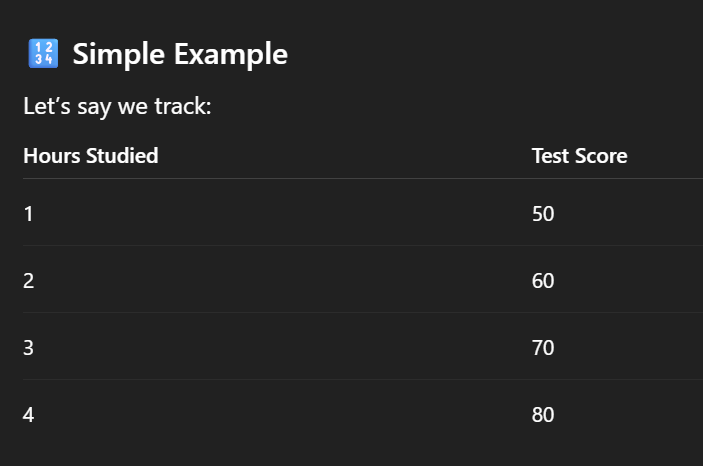 🔢 Simple Example
Let’s say we track:
Hours Studied Test Score
1 50
2 60
3 70
4 80